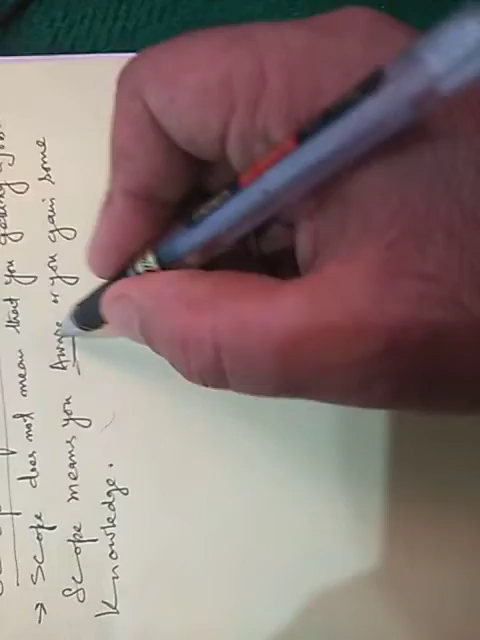 → Scope does not mean that you getting a job.
Scope means you Aware or you gain some
Knowledge.